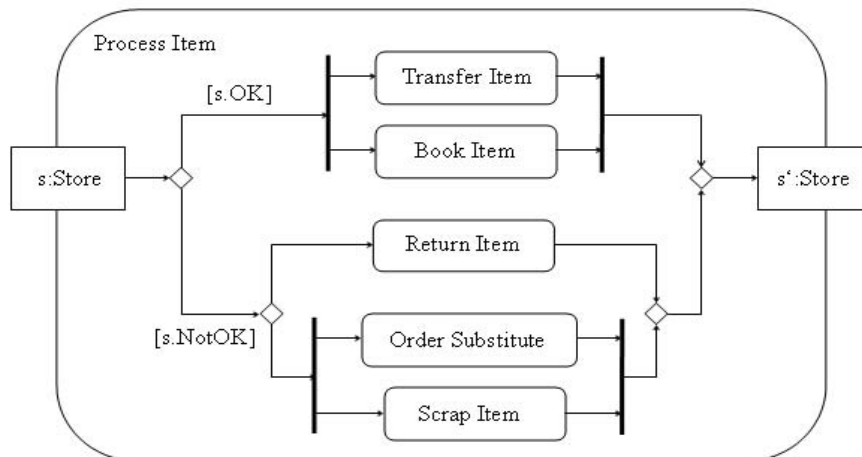 Process Item
[s.OK]
Transfer Item
Book Item
s:Store
s‘:Store
Return Item
[s.NotOK]
Order Substitute
Scrap Item